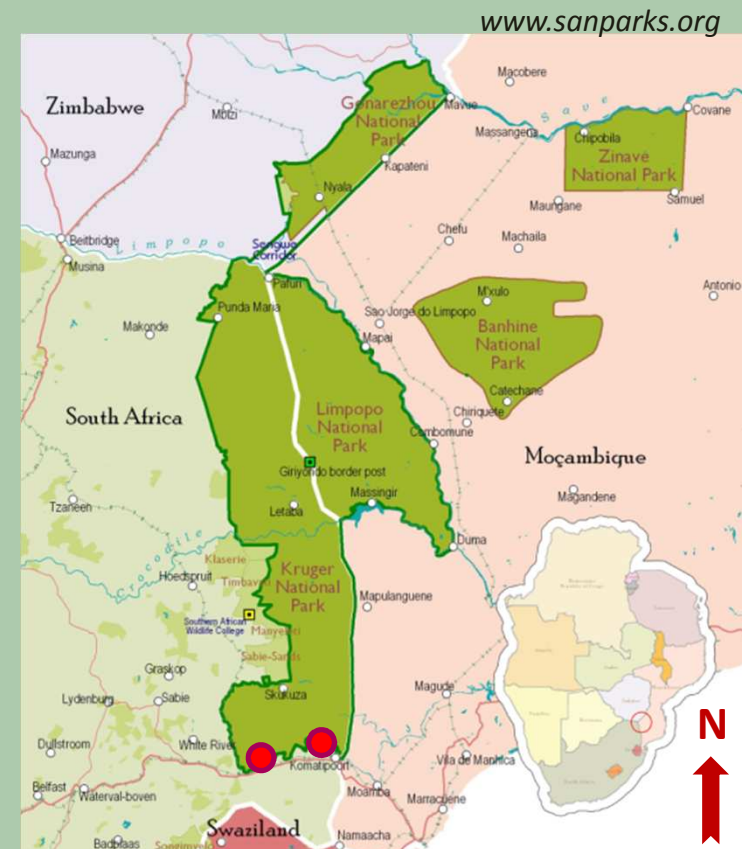 www.sanparks.org
Macobere
Zimbabwe
Gonarezhou
National
Park
Mavue
Save
Covane
Massangena
Chipobila
Zinave
National Park
Mazunga
Kapateni
Nyala
Maungane
Samuel
Beitbridge
Limpopo
Sengwe
Corridor
Chefu
Machaila
Musina
Pafuri
Antonio
M'xulo
Punda Maria
Sao Jorge do Limpopo
Makonde
Banhine
National
Park
Mapai
South Africa
Limpopo
National
Park
Catechane
Chiriquete
Combomune
Moçambique
Giriyondo border post
Massingir
Magandene
Letaba
Tzaneen
Crocodile
Duma
Klaserie
Hoedspruit
Timbavati
Kruger
National
Park
Mapulanguene
Southern African
Wildlife College
Manyeleti
Sabie-Sands
Graskop
Skukuza
Magude
Lydenburg
Sabie
N
Dullstroom
White River
Komatipoort
Vila de Manhica
Belfast
Waterval-boven
Moamba
Marracuene
Swaziland
Namaacha
Badplaas
Songimvelo